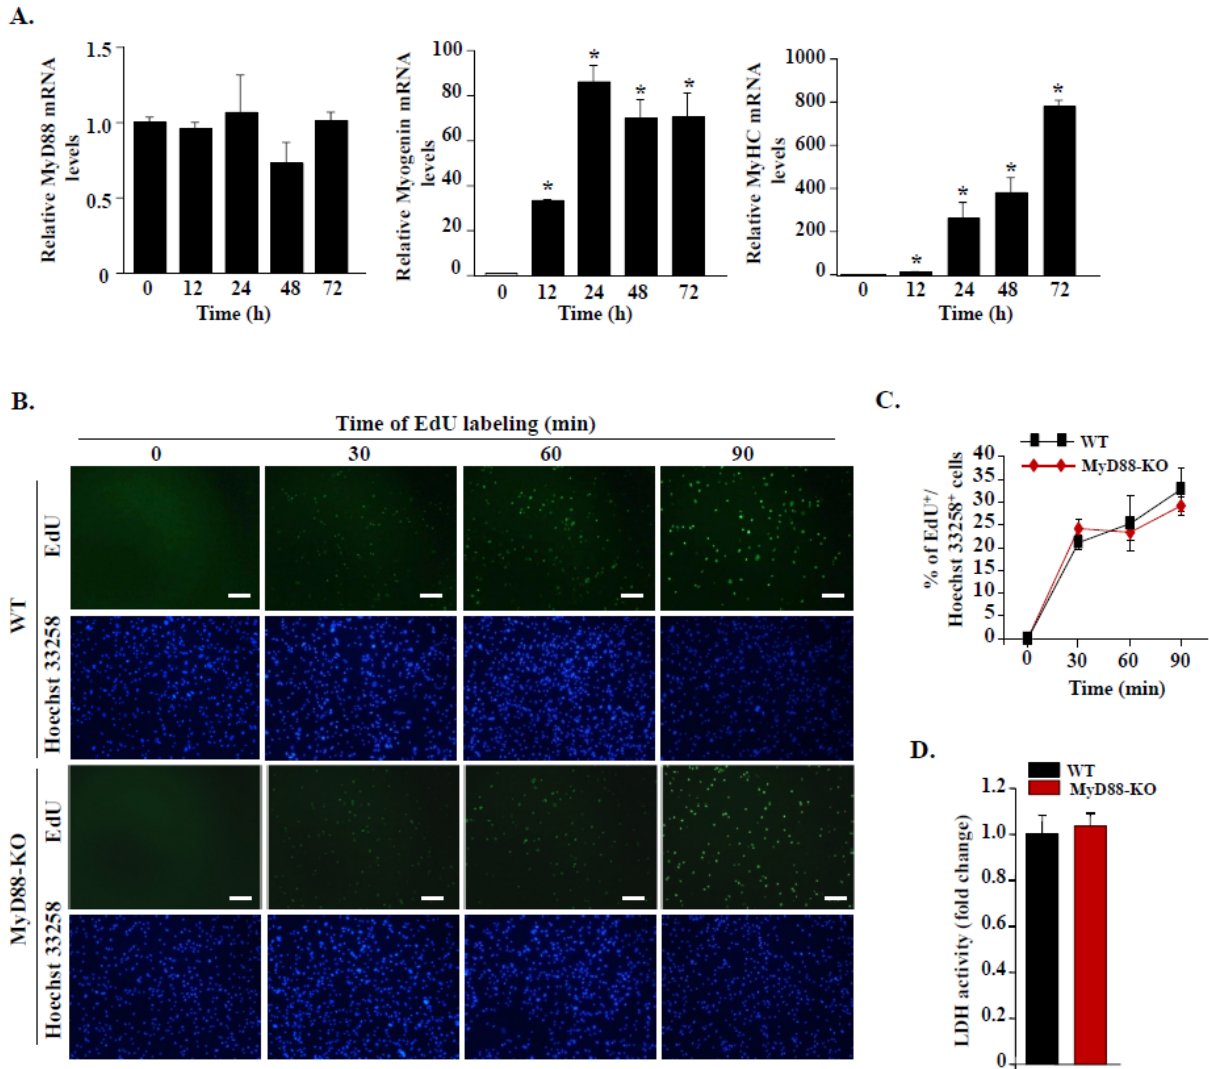 A.
Relative MyD88 mRNA
levels
1.5
1.0
0.5
0
0 12 24 48 72
Time (h)
Relative Myogenin mRNA
levels
100
80
60
40
20
0
* * * *
0 12 24 48 72
Time (h)
Relative MyHC mRNA
levels
1000
800
600
400
200
0
* * * *
0 12 24 48 72
Time (h)
B.
Time of EdU labeling (min)
0 30 60 90
WT
EdU
Hoechst 33258
MyD88-KO
EdU
Hoechst 33258
C.
WT
MyD88-KO
% of EdU⁺/
Hoechst 33258⁺ cells
40
35
30
25
20
15
10
5
0
0 30 60 90
Time (min)
D.
WT
MyD88-KO
LDH activity (fold change)
1.2
1.0
0.8
0.6
0.4
0.2
0